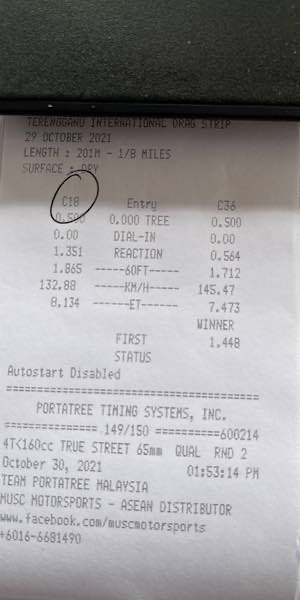 TERENGGANU INTERNATIONAL DRAG STRIP
29 OCTOBER 2021
LENGTH : 201M - 1/8 MILES
SURFACE : DRY
C18 Entry C36
0.500 0.000 TREE 0.500
0.00 DIAL-IN 0.00
1.351 REACTION 0.564
1.865 -----60FT----- 1.712
132.88 -----KM/H----- 145.47
8.134 ------ET------ 7.473
WINNER
FIRST 1.448
STATUS
Autostart Disabled
========================================
PORTATREE TIMING SYSTEMS, INC.
=============== 149/150 ==========600214
4T<160cc TRUE STREET 65mm QUAL RND 2
October 30, 2021 01:53:14 PM
TEAM PORTATREE MALAYSIA
MUSC MOTORSPORTS - ASEAN DISTRIBUTOR
www.facebook.com/muscmotorsports
+6016-6681490